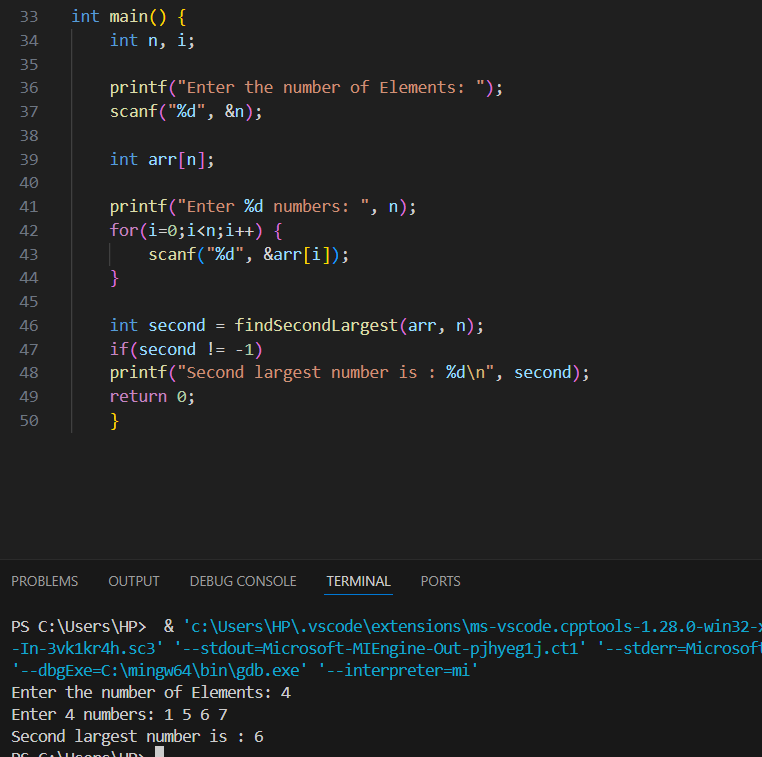 33 int main() {
34 int n, i;
35
36 printf("Enter the number of Elements: ");
37 scanf("%d", &n);
38
39 int arr[n];
40
41 printf("Enter %d numbers: ", n);
42 for(i=0;i<n;i++) {
43 scanf("%d", &arr[i]);
44 }
45
46 int second = findSecondLargest(arr, n);
47 if(second != -1)
48 printf("Second largest number is : %d\n", second);
49 return 0;
50 }
PROBLEMS OUTPUT DEBUG CONSOLE TERMINAL PORTS
PS C:\Users\HP> & 'c:\Users\HP\.vscode\extensions\ms-vscode.cpptools-1.28.0-win32-x
-In-3vk1kr4h.sc3' '--stdout=Microsoft-MIEngine-Out-pjhyeg1j.ct1' '--stderr=Microsoft
'--dbgExe=C:\mingw64\bin\gdb.exe' '--interpreter=mi'
Enter the number of Elements: 4
Enter 4 numbers: 1 5 6 7
Second largest number is : 6
PS C:\Users\HP>